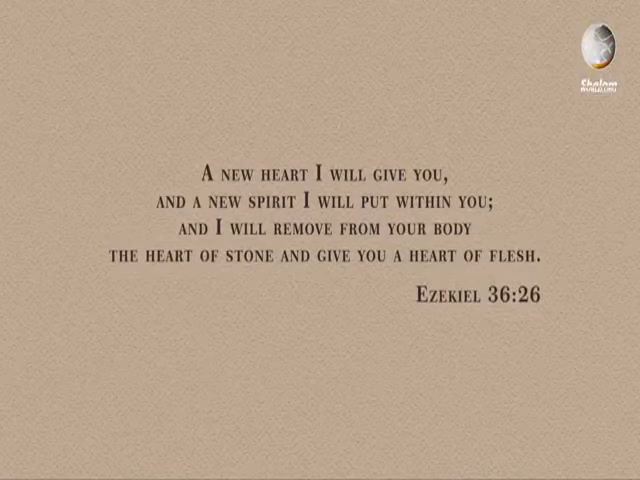 Shalom
A NEW HEART I WILL GIVE YOU,
AND A NEW SPIRIT I WILL PUT WITHIN YOU;
AND I WILL REMOVE FROM YOUR BODY
THE HEART OF STONE AND GIVE YOU A HEART OF FLESH.
EZEKIEL 36:26